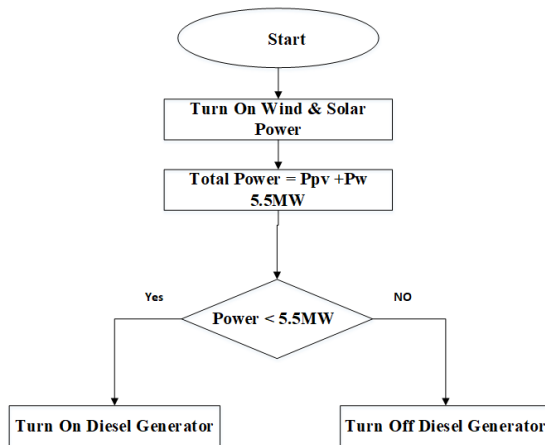 Start
Turn On Wind & Solar
Power
Total Power = Ppv +Pw
5.5MW
Yes
NO
Power < 5.5MW
Turn On Diesel Generator
Turn Off Diesel Generator